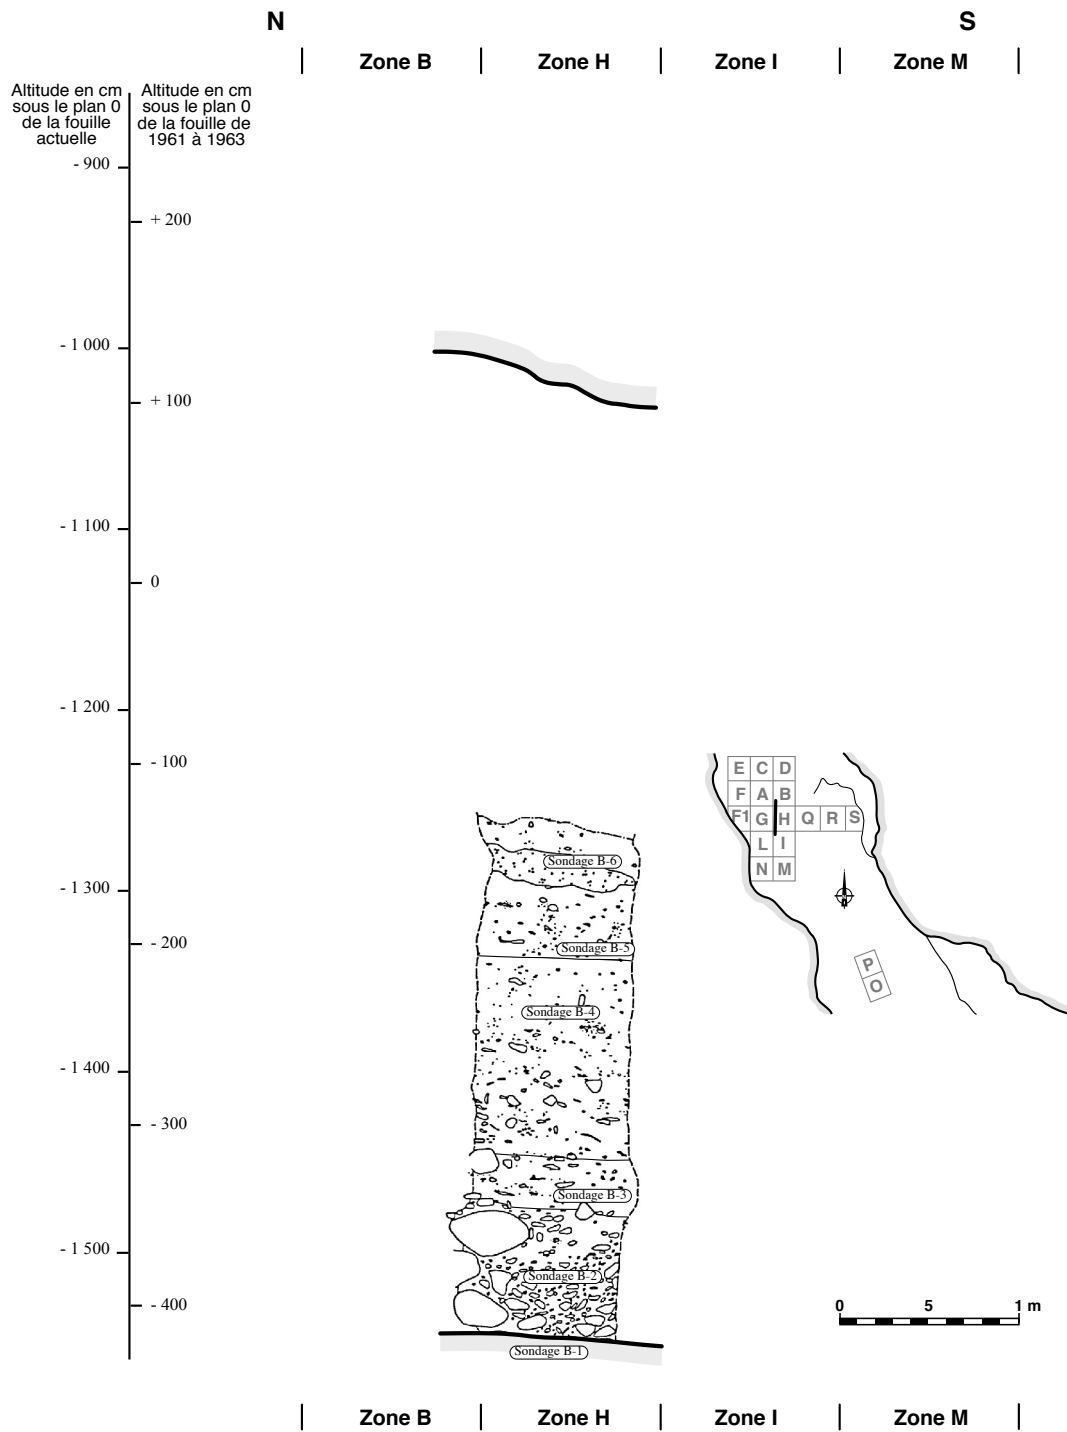 N S
Zone B Zone H Zone I Zone M
Altitude en cm
sous le plan 0
de la fouille
actuelle
Altitude en cm
sous le plan 0
de la fouille de
1961 à 1963
- 900
+ 200
- 1 000
+ 100
- 1 100
0
- 1 200
- 100
- 1 300
- 200
- 1 400
- 300
- 1 500
- 400
E C D
F A B
F1 G H Q R S
L I
N M
P
O
Sondage B-6
Sondage B-5
Sondage B-4
Sondage B-3
Sondage B-2
Sondage B-1
0 5 1 m
Zone B Zone H Zone I Zone M